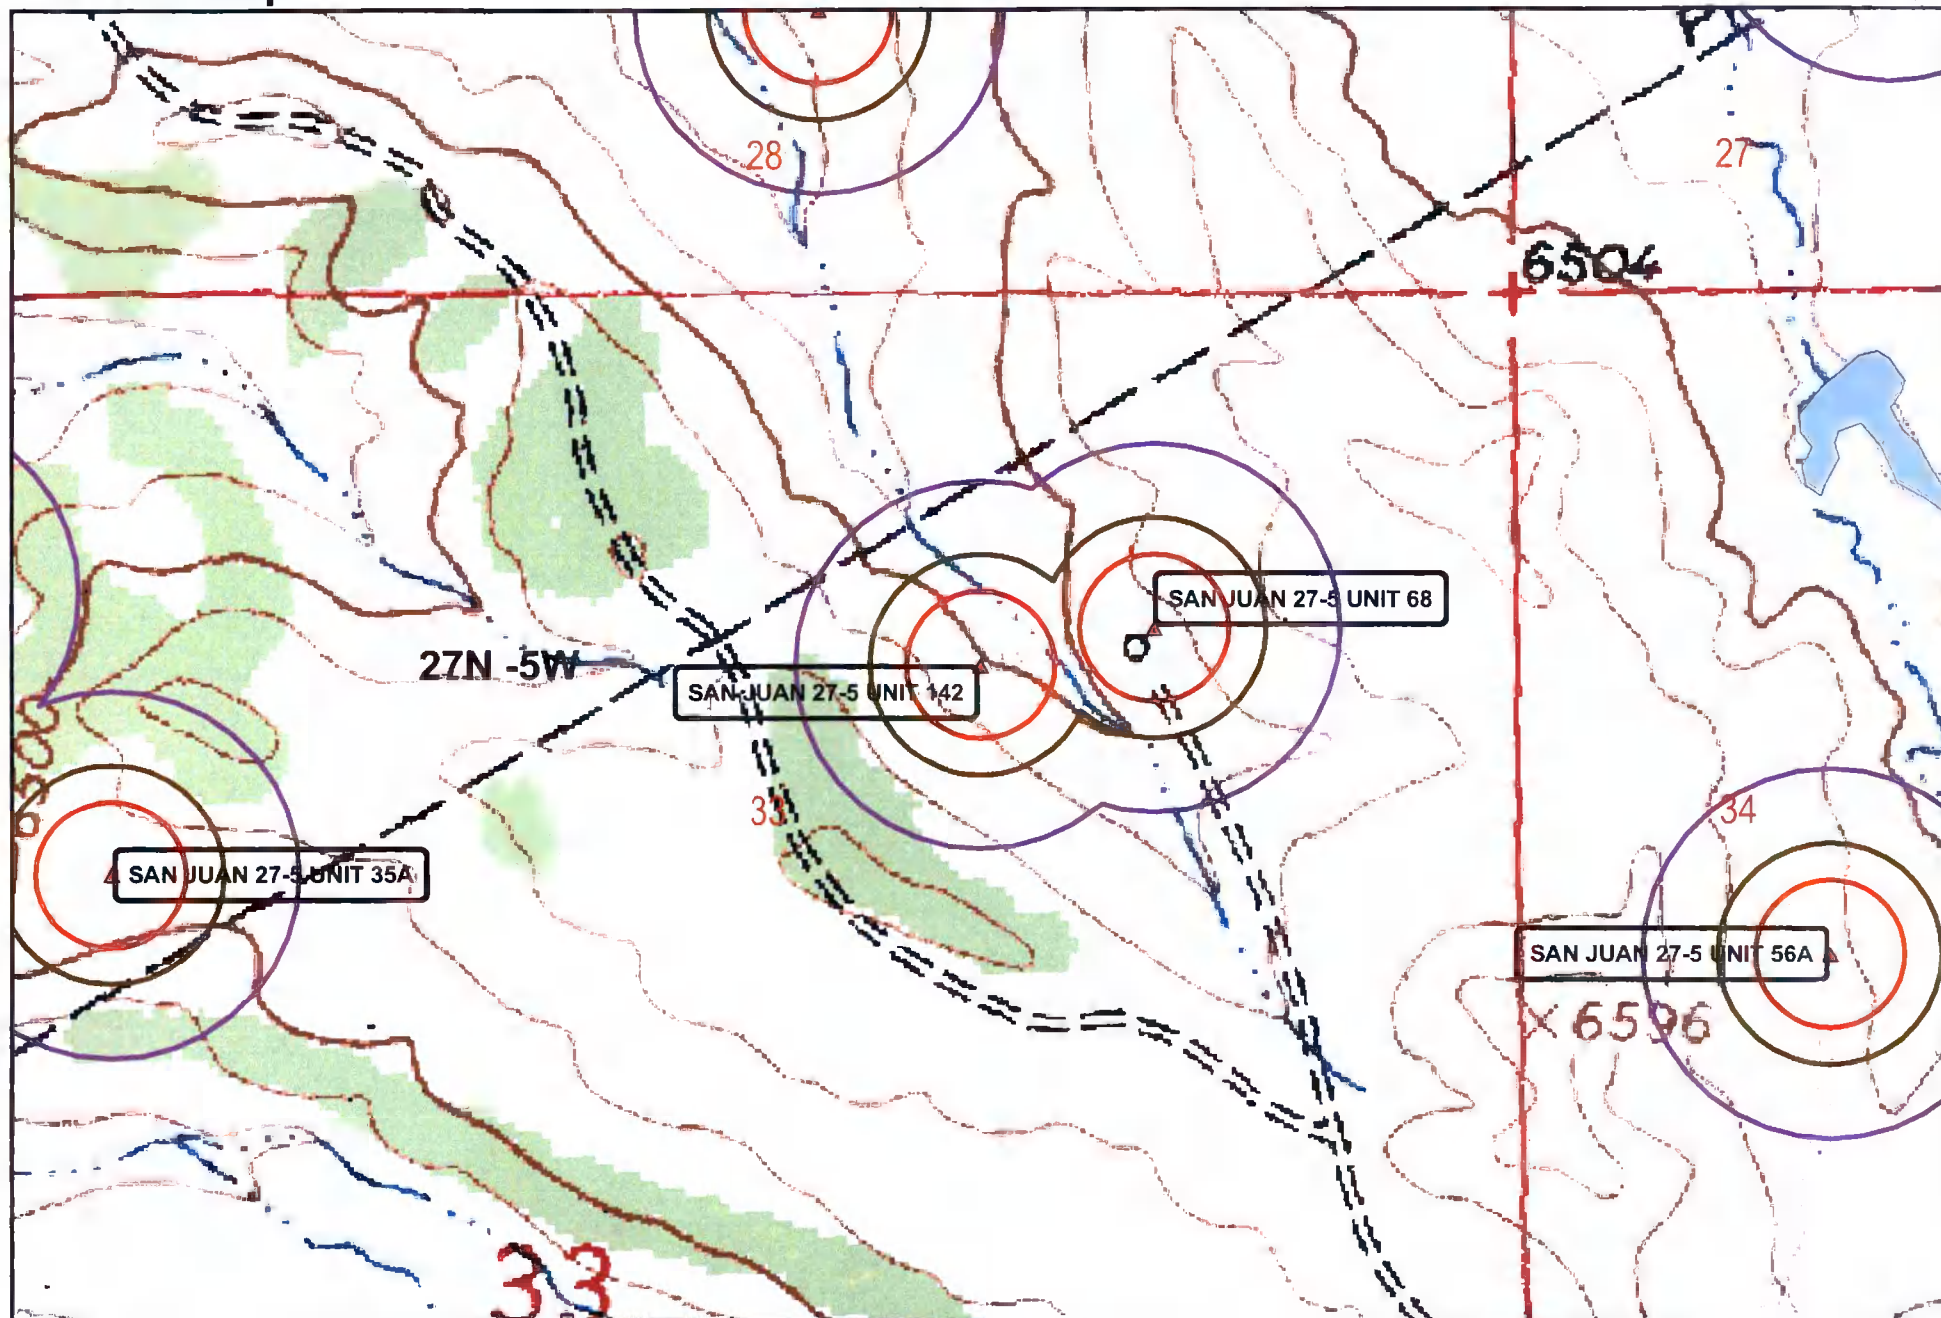 28
27
6504
SAN JUAN 27-5 UNIT 68
27N -5W
SAN JUAN 27-5 UNIT 142
33
34
SAN JUAN 27-5 UNIT 35A
SAN JUAN 27-5 UNIT 56A
×6596
33